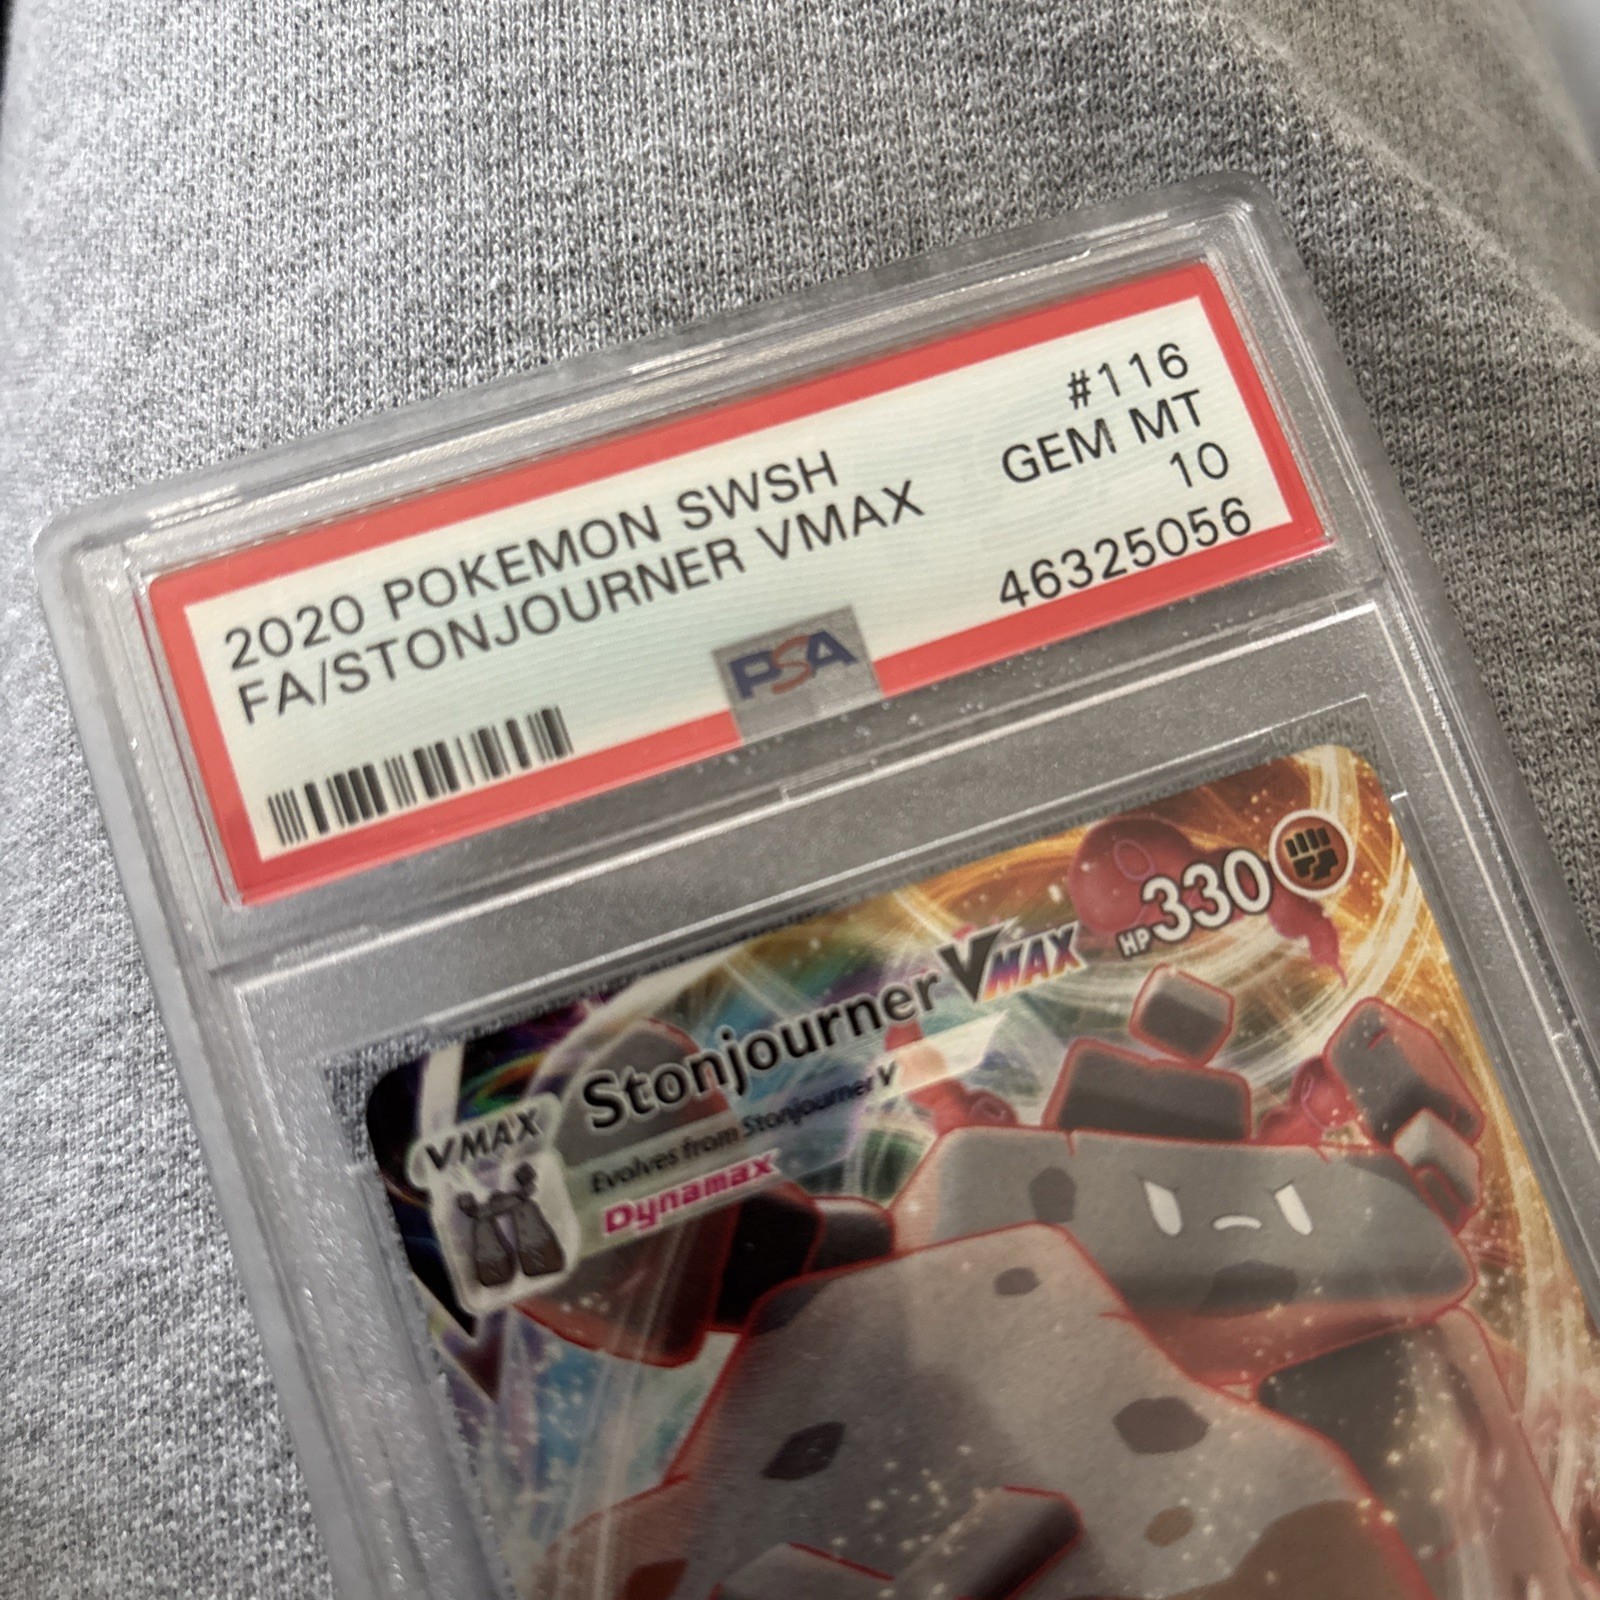 2020 POKEMON SWSH
#116
FA/STONJOURNER VMAX
GEM MT
10
46325056
PSA
Stonjourner VMAX
HP 330
VMAX
Evolves from Stonjourner V
Dynamax